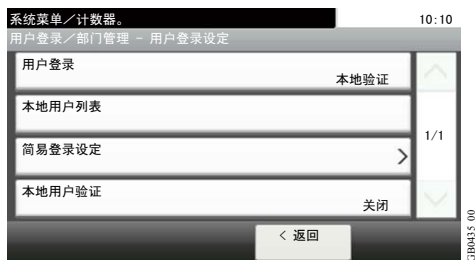 系统菜单／计数器。
10:10
用户登录／部门管理 － 用户登录设定
用户登录
本地验证
本地用户列表
1/1
简易登录设定
本地用户验证
关闭
< 返回
GB0435_00